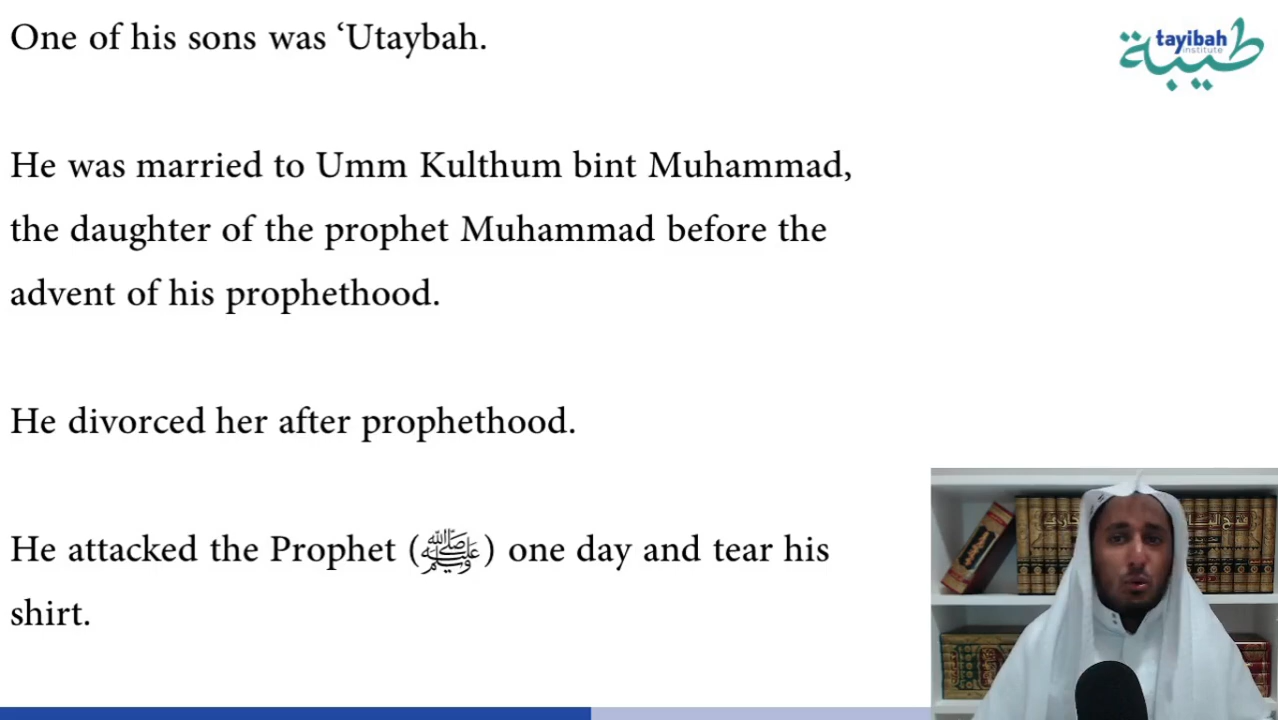 One of his sons was ‘Utaybah.
tayibah
institute
طيبة
He was married to Umm Kulthum bint Muhammad,
the daughter of the prophet Muhammad before the
advent of his prophethood.
He divorced her after prophethood.
He attacked the Prophet (ﷺ) one day and tear his
shirt.